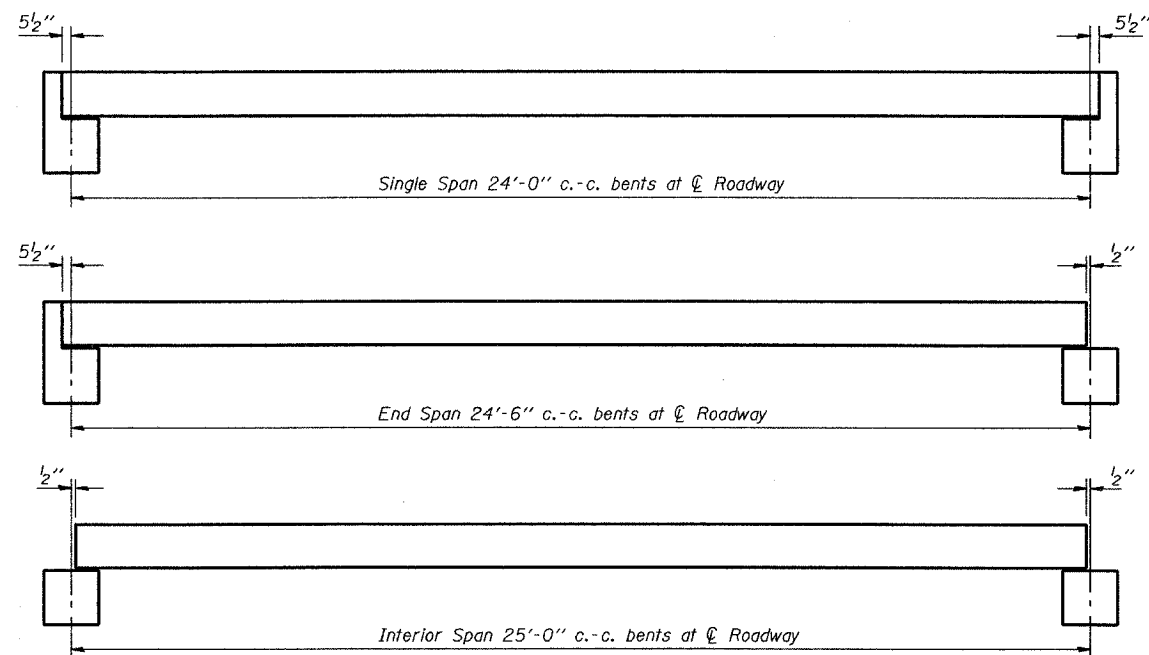 5½" 5½"
Single Span 24'-0" c.-c. bents at ℄ Roadway
5½" ½"
End Span 24'-6" c.-c. bents at ℄ Roadway
½" ½"
Interior Span 25'-0" c.-c. bents at ℄ Roadway